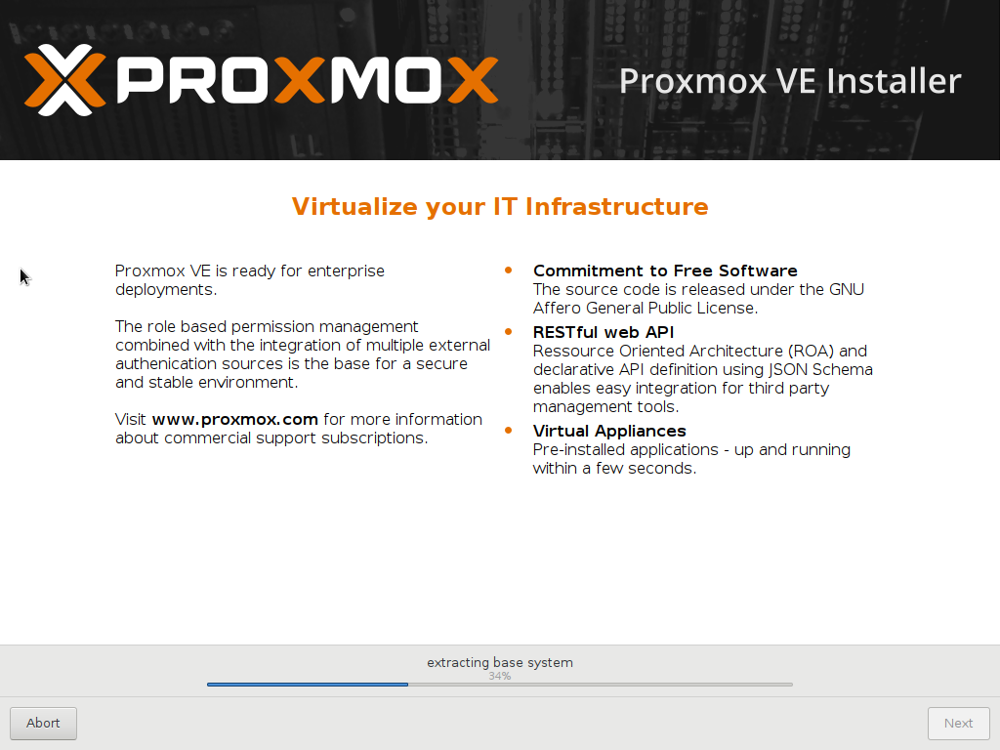 PROXMOX
Proxmox VE Installer
Virtualize your IT Infrastructure
Proxmox VE is ready for enterprise
deployments.
The role based permission management
combined with the integration of multiple external
authenication sources is the base for a secure
and stable environment.
Visit www.proxmox.com for more information
about commercial support subscriptions.
Commitment to Free Software
The source code is released under the GNU
Affero General Public License.
RESTful web API
Ressource Oriented Architecture (ROA) and
declarative API definition using JSON Schema
enables easy integration for third party
management tools.
Virtual Appliances
Pre-installed applications - up and running
within a few seconds.
extracting base system
34%
Abort
Next